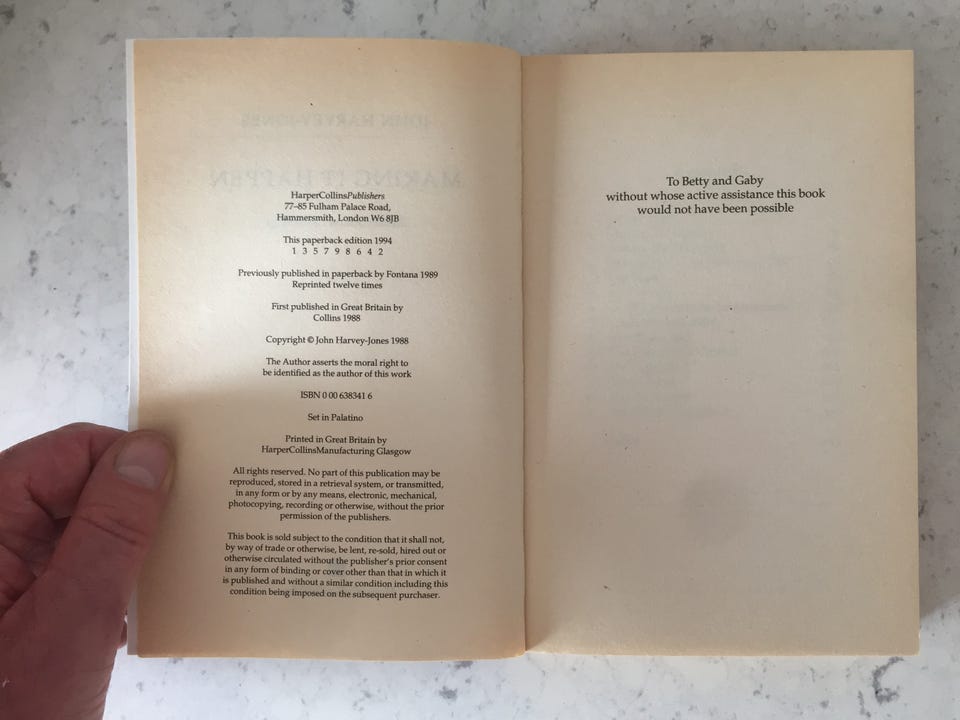 HarperCollinsPublishers
77–85 Fulham Palace Road,
Hammersmith, London W6 8JB
This paperback edition 1994
1 3 5 7 9 8 6 4 2
Previously published in paperback by Fontana 1989
Reprinted twelve times
First published in Great Britain by
Collins 1988
Copyright © John Harvey-Jones 1988
The Author asserts the moral right to
be identified as the author of this work
ISBN 0 00 638341 6
Set in Palatino
Printed in Great Britain by
HarperCollinsManufacturing Glasgow
All rights reserved. No part of this publication may be
reproduced, stored in a retrieval system, or transmitted,
in any form or by any means, electronic, mechanical,
photocopying, recording or otherwise, without the prior
permission of the publishers.
This book is sold subject to the condition that it shall not,
by way of trade or otherwise, be lent, re-sold, hired out or
otherwise circulated without the publisher's prior consent
in any form of binding or cover other than that in which it
is published and without a similar condition including this
condition being imposed on the subsequent purchaser.
To Betty and Gaby
without whose active assistance this book
would not have been possible